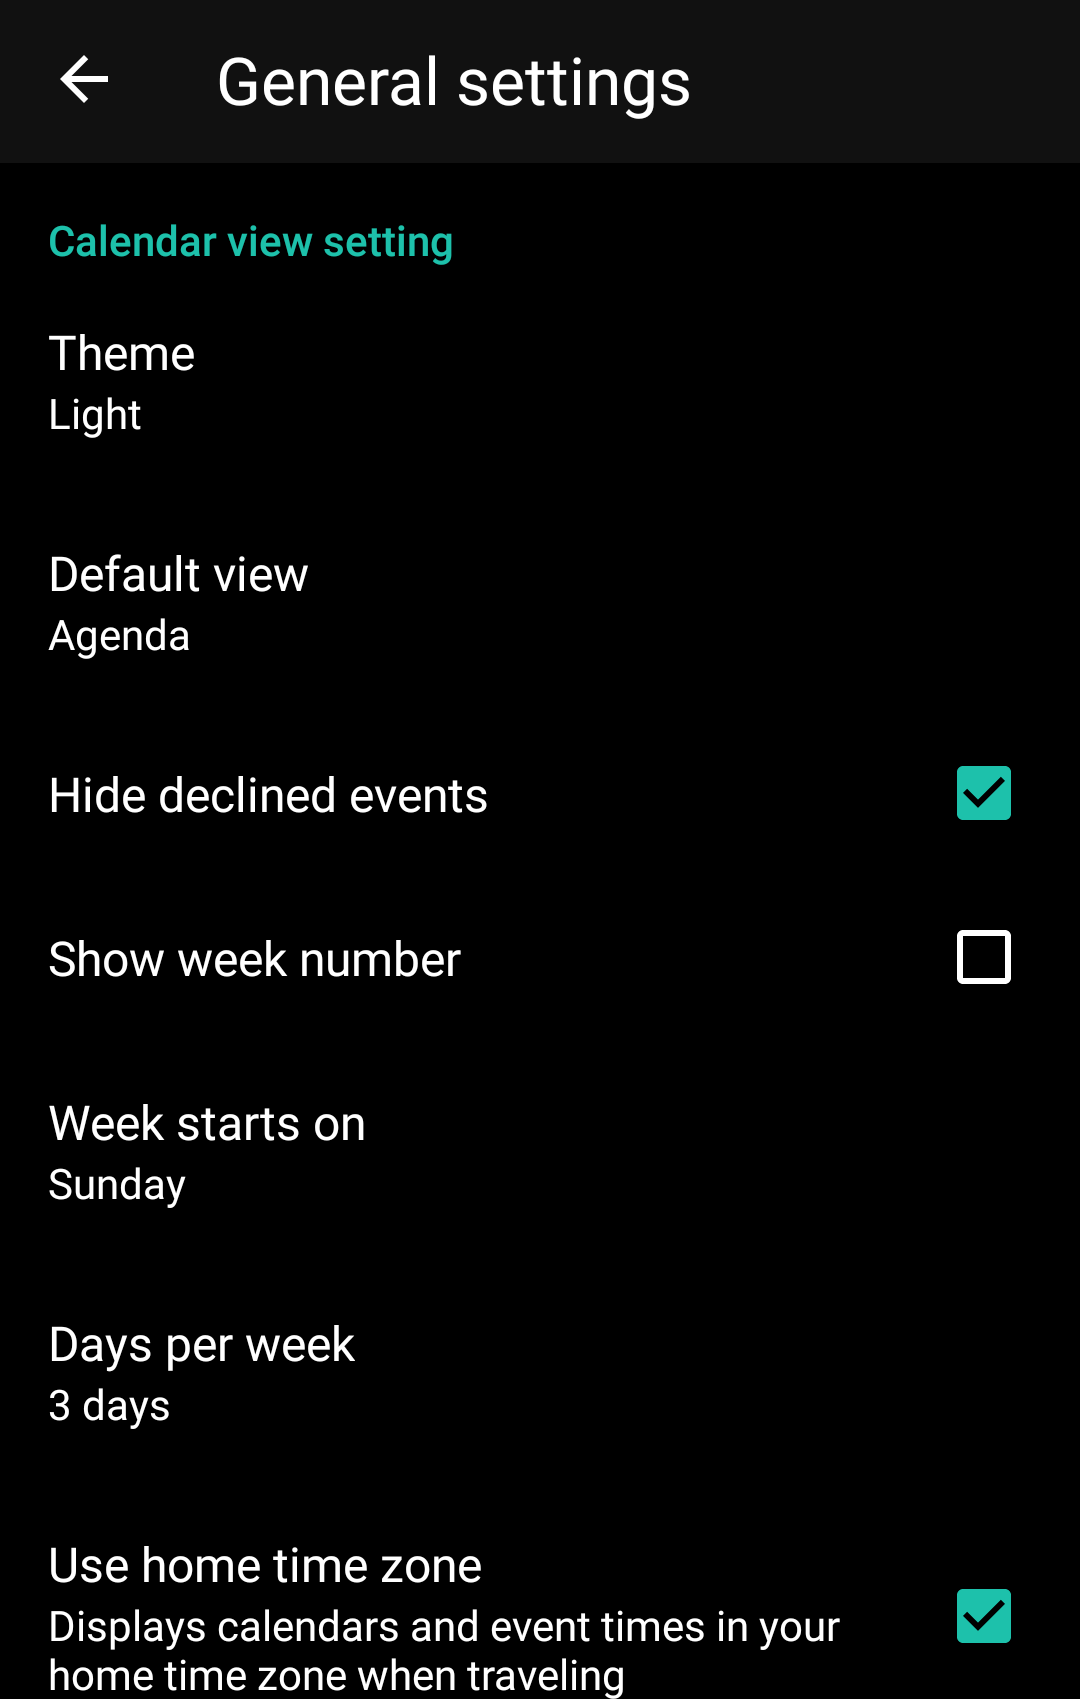 General settings
Calendar view setting
Theme
Light
Default view
Agenda
Hide declined events
Show week number
Week starts on
Sunday
Days per week
3 days
Use home time zone
Displays calendars and event times in your
home time zone when traveling